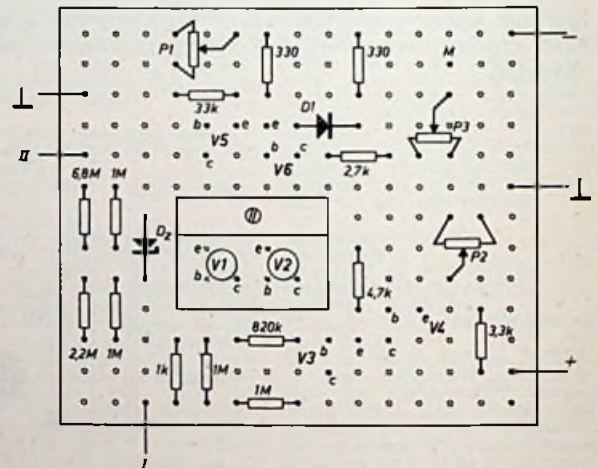 P1
330
330
M
−
⊥
33k
D1
P3
b
e
e
V5
b
c
II
c
V6
2,7k
6,8M
1M
⊥
Dz
e
e
V1
V2
P2
b
c
b
c
4,7k
820k
b
e
V4
V3
b
e
c
3,3k
2,2M
1M
1k
1M
c
+
1M
I